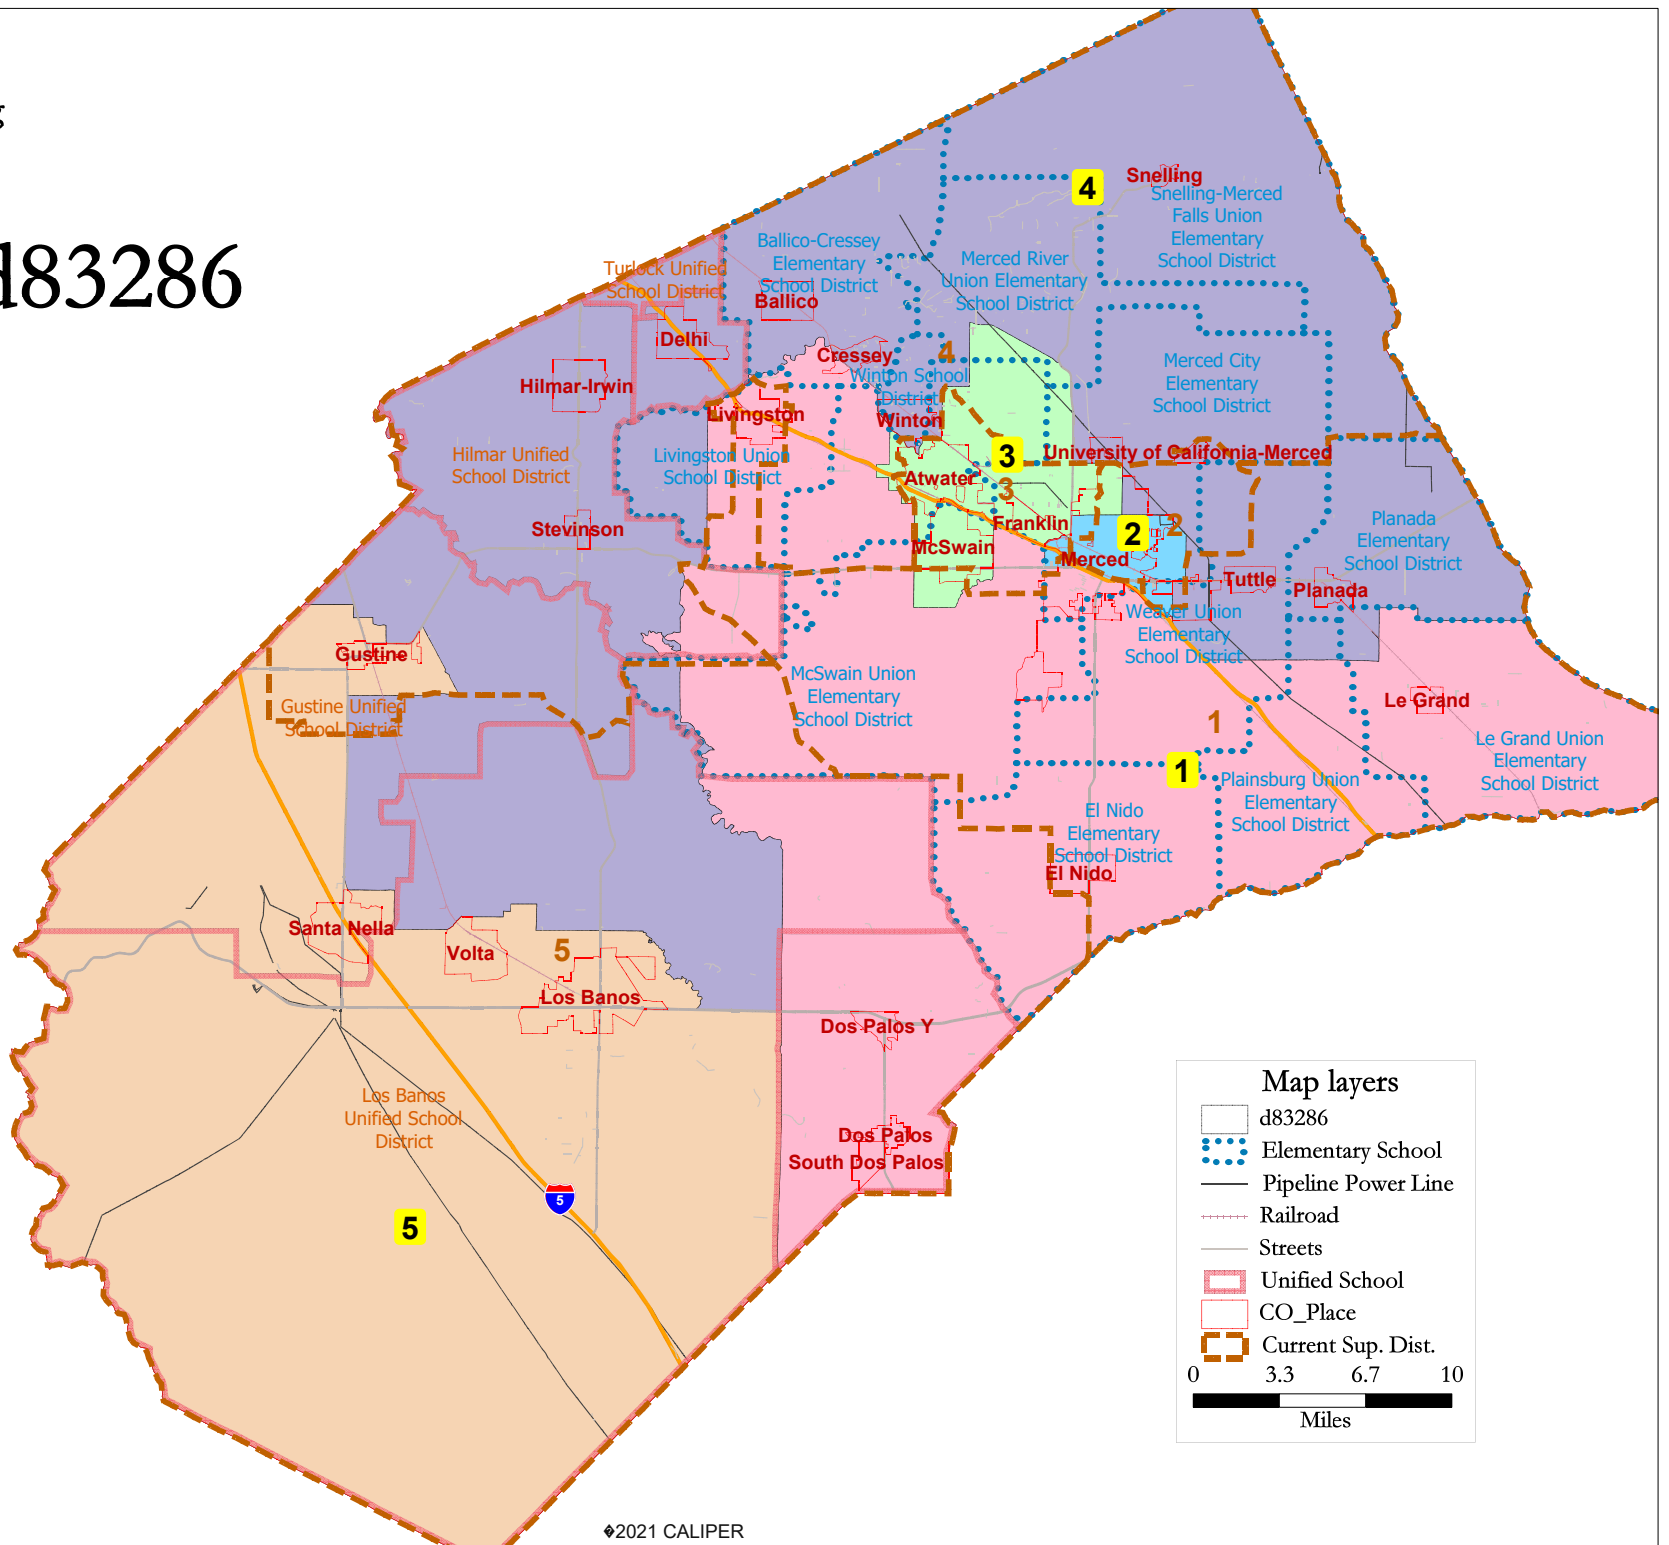 g
d83286
4
Snelling
Snelling-Merced
Falls Union
Elementary
School District
Ballico-Cressey
Elementary
School District
Ballico
Merced River
Union Elementary
School District
Turlock Unified
School District
Delhi
Cressey
4
Hilmar-Irwin
Winton School
District
Merced City
Elementary
School District
Livingston
Winton
Hilmar Unified
School District
Livingston Union
School District
3
University of California-Merced
Atwater
3
Stevinson
Franklin
2
2
McSwain
Merced
Planada
Elementary
School District
Tuttle
Planada
Weaver Union
Elementary
School District
Gustine
Gustine Unified
School District
McSwain Union
Elementary
School District
Le Grand
1
Le Grand Union
Elementary
School District
1
Plainsburg Union
Elementary
School District
El Nido
Elementary
School District
El Nido
Santa Nella
Volta
5
Los Banos
Dos Palos Y
Los Banos
Unified School
District
Dos Palos
South Dos Palos
5
5
Map layers
d83286
Elementary School
Pipeline Power Line
Railroad
Streets
Unified School
CO_Place
Current Sup. Dist.
0 3.3 6.7 10
Miles
�2021 CALIPER